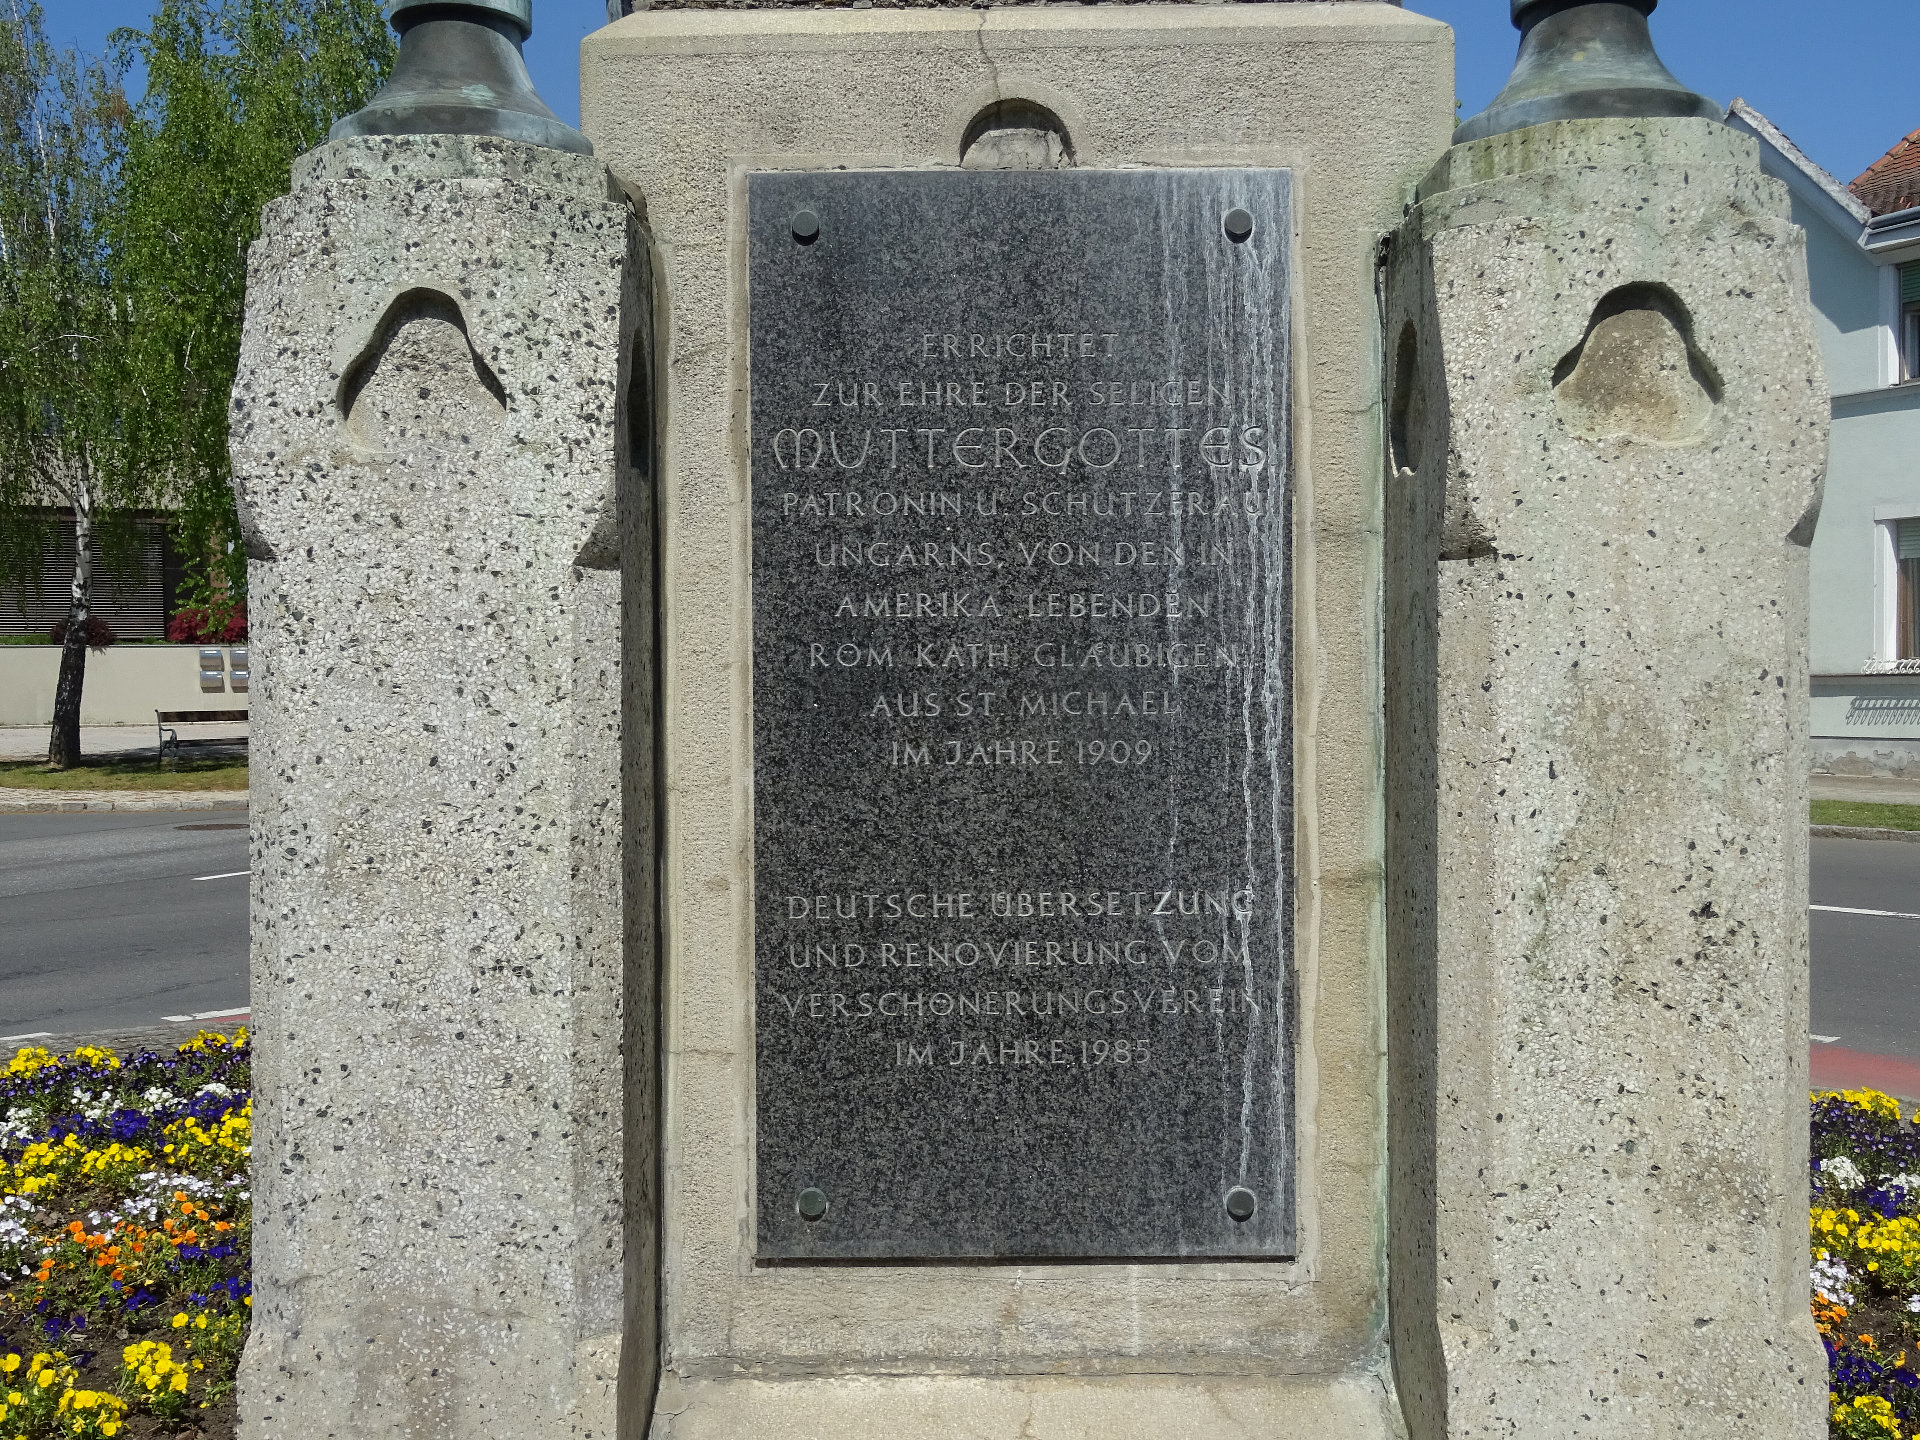 ERRICHTET
ZUR EHRE DER SELIGEN
MUTTERGOTTES
PATRONIN U. SCHUTZFRAU
UNGARNS, VON DEN IN
AMERIKA LEBENDEN
RÖM. KATH. GLÄUBIGEN
AUS ST. MICHAEL
IM JAHRE 1909
DEUTSCHE ÜBERSETZUNG
UND RENOVIERUNG VOM
VERSCHÖNERUNGSVEREIN
IM JAHRE 1985